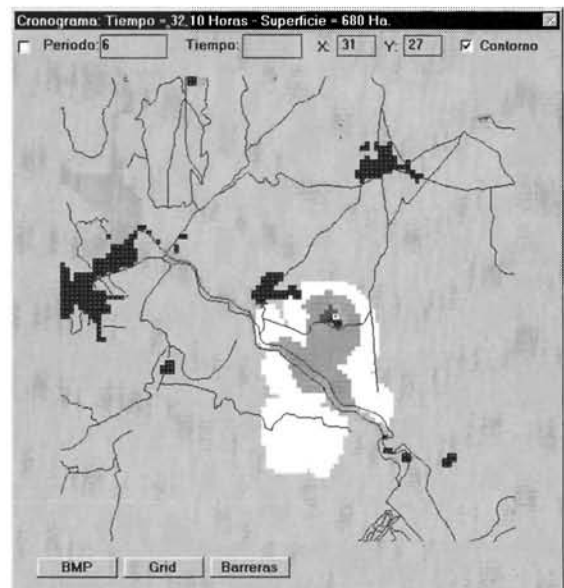 Cronograma: Tiempo = 32.10 Horas - Superficie = 680 Ha.
Periodo: 6 Tiempo: X: 31 Y: 27 Contorno
BMP Grid Barreras